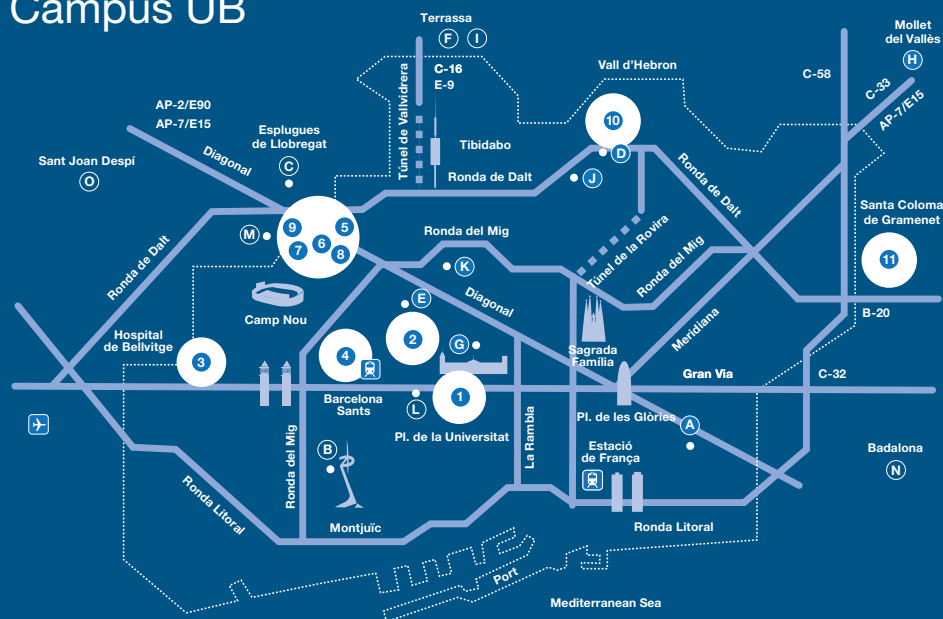 Campus UB
Terrassa
F I
Mollet
del Vallès
H
C-16
E-9
Túnel de Vallvidrera
Vall d'Hebron
C-58
C-33
AP-7/E15
AP-2/E90
AP-7/E15
Diagonal
Esplugues
de Llobregat
C
Sant Joan Despí
O
Tibidabo
10
D
J
Ronda de Dalt
Ronda de Dalt
Santa Coloma
de Gramenet
11
9 5
6
7 8
M
Ronda de Dalt
Ronda del Mig
K
Túnel de la Rovira
Ronda del Mig
Diagonal
Camp Nou
E
Meridiana
B-20
Hospital
de Bellvitge
3
4
2
G
Sagrada
Família
Gran Via
C-32
Barcelona
Sants
L
1
Pl. de la Universitat
Pl. de les Glòries
A
La Rambla
Estació
de França
Badalona
N
Ronda del Mig
B
Montjuïc
Ronda Litoral
Ronda Litoral
Port
Mediterranean Sea